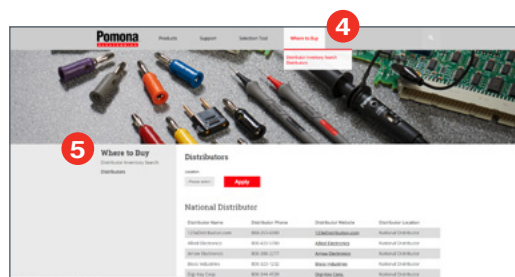 4
Pomona
ELECTRONICS
Products Support Selection Tool Where to Buy
Distributor Inventory Search
Distributors
5
Where to Buy
Distributor Inventory Search
Distributors
Distributors
Location
Apply
National Distributor
Distributor Name Distributor Phone Distributor Website Distributor Location
National Distributor
Allied Electronics Allied Electronics National Distributor
Arrow Electronics Arrow Electronics National Distributor
Bisco Industries Bisco Industries National Distributor
Digi-Key Corp. Digi-Key Corp. National Distributor